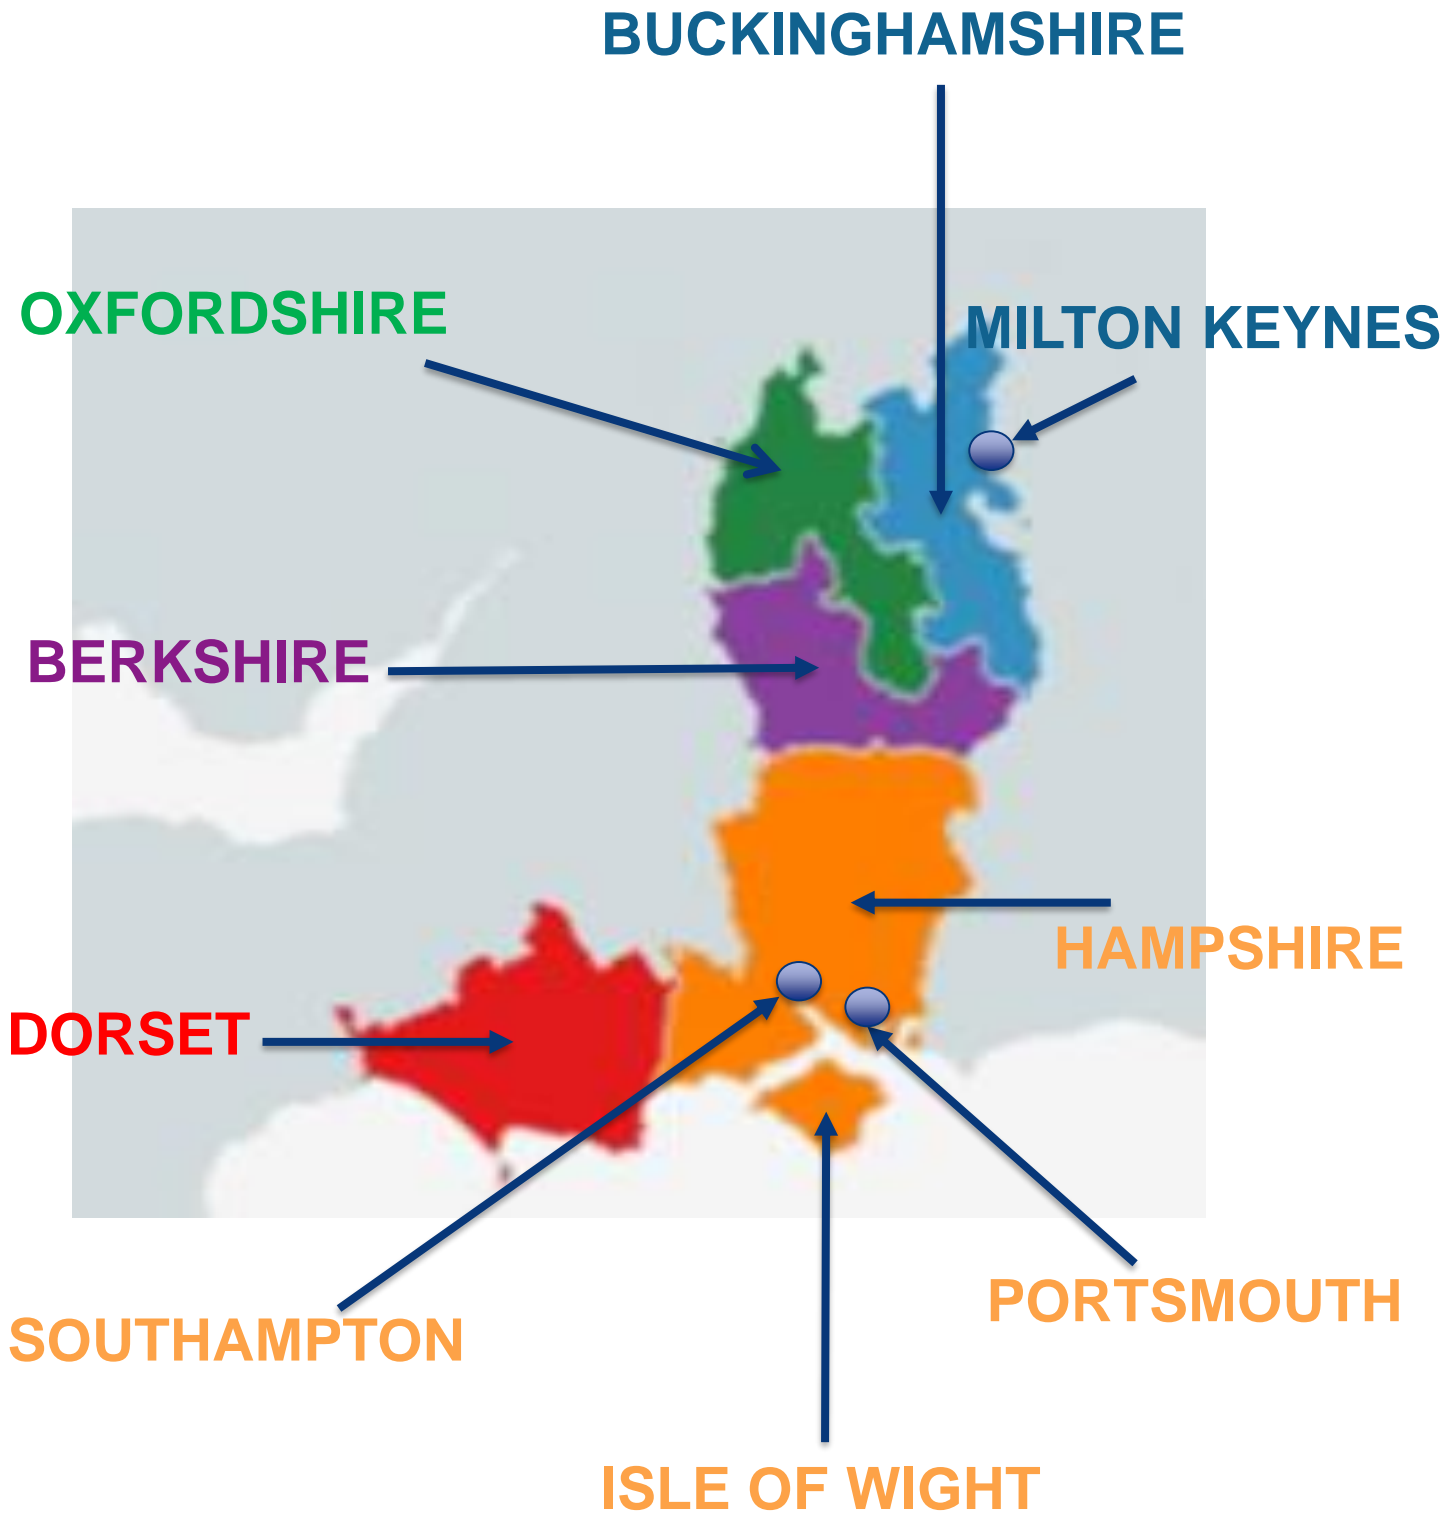 BUCKINGHAMSHIRE
OXFORDSHIRE
MILTON KEYNES
BERKSHIRE
HAMPSHIRE
DORSET
PORTSMOUTH
SOUTHAMPTON
ISLE OF WIGHT